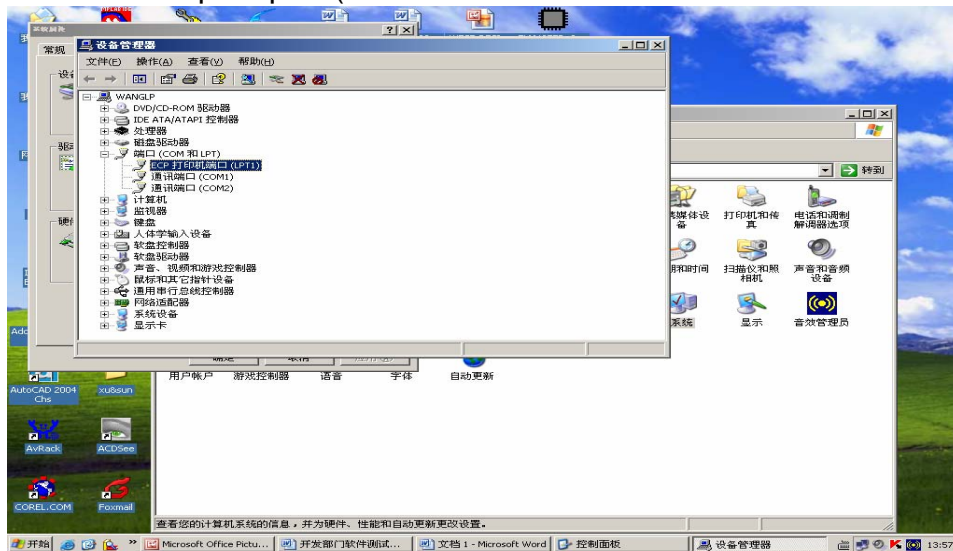 设备管理器
常规
文件(F) 操作(A) 查看(V) 帮助(H)
WANGLP
DVD/CD-ROM 驱动器
IDE ATA/ATAPI 控制器
处理器
磁盘驱动器
端口 (COM 和 LPT)
ECP 打印机端口 (LPT1)
通讯端口 (COM1)
通讯端口 (COM2)
计算机
监视器
键盘
人体学输入设备
软盘控制器
软盘驱动器
声音、视频和游戏控制器
鼠标和其它指针设备
通用串行总线控制器
网络适配器
系统设备
显示卡
转到
打印机和传真
电话和调制解调器选项
扫描仪和照相机
声音和音频设备
系统
显示
音效管理员
用户帐户
游戏控制器
语音
字体
自动更新
AutoCAD 2004 Chs
xu8sun
AvRack
ACDSee
COREL.COM
Foxmail
查看您的计算机系统的信息，并为硬件、性能和自动更新更改设置。
开始
Microsoft Office Pictu...
开发部门软件测试...
文档 1 - Microsoft Word
控制面板
设备管理器
13:57